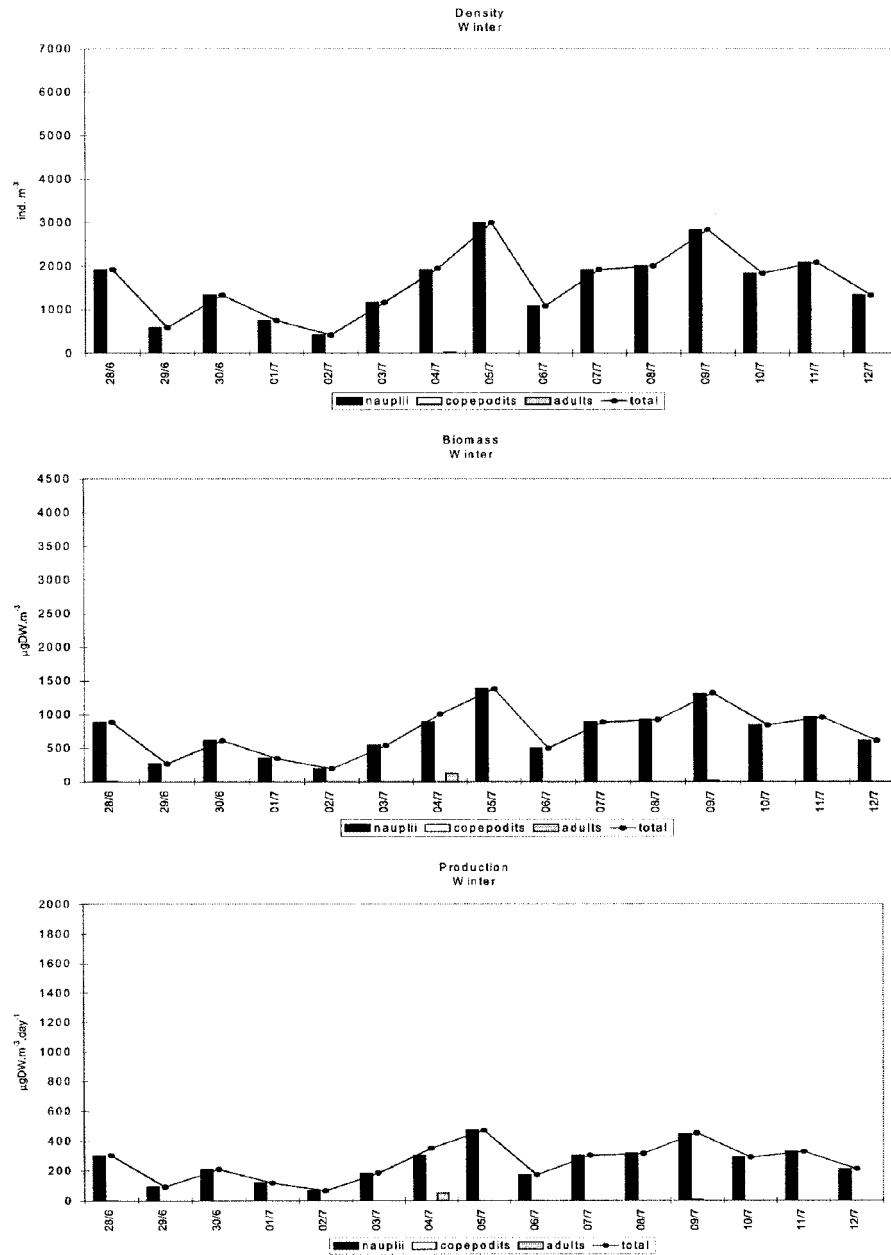 Density
Winter
7000
6000
5000
4000
3000
2000
1000
0
ind. m⁻³
28/6 29/6 30/6 01/7 02/7 03/7 04/7 05/7 06/7 07/7 08/7 09/7 10/7 11/7 12/7
nauplii copepodits adults total
Biomass
Winter
4500
4000
3500
3000
2500
2000
1500
1000
500
0
µgDW.m⁻³
28/6 29/6 30/6 01/7 02/7 03/7 04/7 05/7 06/7 07/7 08/7 09/7 10/7 11/7 12/7
nauplii copepodits adults total
Production
Winter
2000
1800
1600
1400
1200
1000
800
600
400
200
0
µgDW.m⁻³.day⁻¹
28/6 29/6 30/6 01/7 02/7 03/7 04/7 05/7 06/7 07/7 08/7 09/7 10/7 11/7 12/7
nauplii copepodits adults total